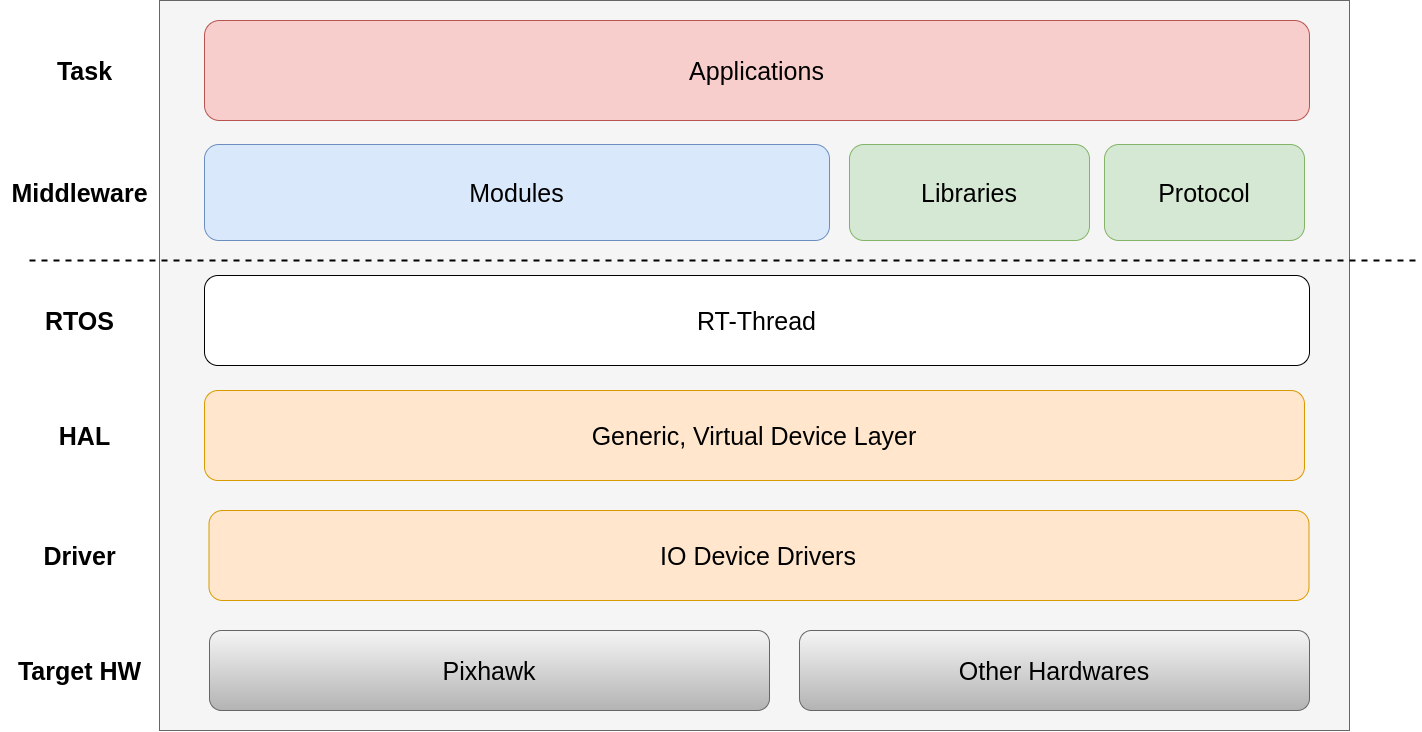 Task
Applications
Middleware
Modules
Libraries
Protocol
RTOS
RT-Thread
HAL
Generic, Virtual Device Layer
Driver
IO Device Drivers
Target HW
Pixhawk
Other Hardwares